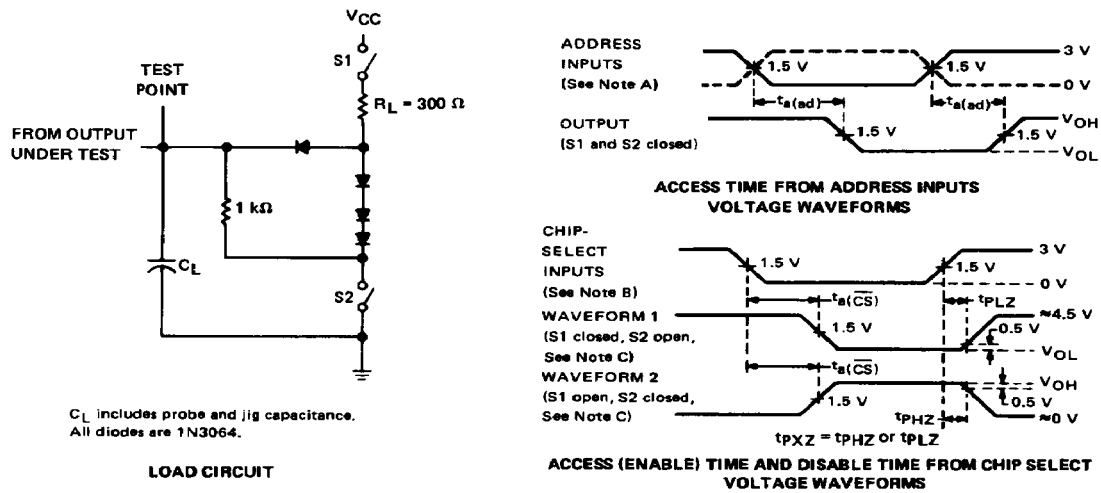 VCC
S1
TEST
POINT
RL = 300 Ω
FROM OUTPUT
UNDER TEST
1 kΩ
CL
S2
CL includes probe and jig capacitance.
All diodes are 1N3064.
LOAD CIRCUIT
ADDRESS
INPUTS
(See Note A)
1.5 V
1.5 V
3 V
0 V
ta(ad)
ta(ad)
OUTPUT
(S1 and S2 closed)
1.5 V
1.5 V
VOH
VOL
ACCESS TIME FROM ADDRESS INPUTS
VOLTAGE WAVEFORMS
CHIP-
SELECT
INPUTS
(See Note B)
1.5 V
1.5 V
3 V
0 V
ta(C̅S̅)
tPLZ
WAVEFORM 1
(S1 closed, S2 open,
See Note C)
1.5 V
≈4.5 V
0.5 V
VOL
ta(C̅S̅)
WAVEFORM 2
(S1 open, S2 closed,
See Note C)
1.5 V
VOH
0.5 V
tPHZ
≈0 V
tPXZ = tPHZ or tPLZ
ACCESS (ENABLE) TIME AND DISABLE TIME FROM CHIP SELECT
VOLTAGE WAVEFORMS